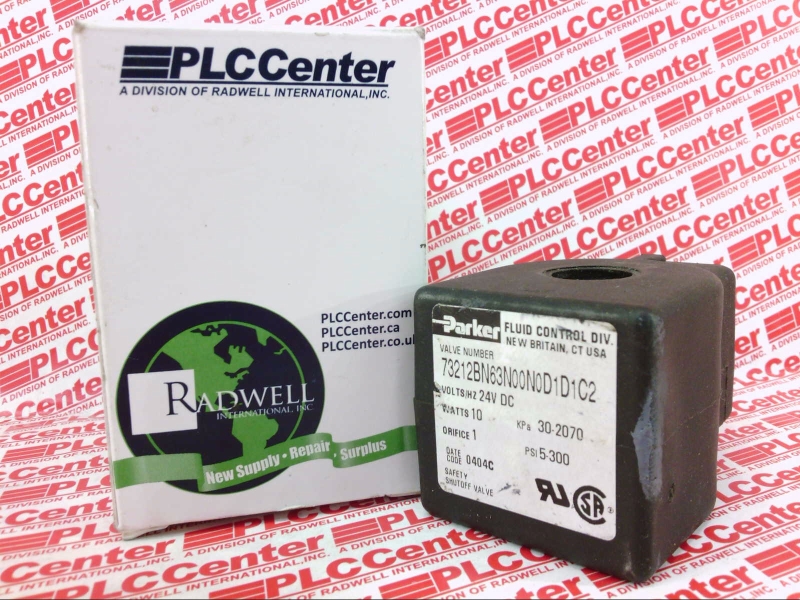 PLCCenter
A DIVISION OF RADWELL INTERNATIONAL,INC.
PLCCenter.com
PLCCenter.ca
PLCCenter.co.u
RADWELL
INTERNATIONAL, INC
New Supply • Repair, Surplus
Parker
FLUID CONTROL DIV.
NEW BRITAIN, CT USA
VALVE NUMBER
73212BN63N00N0D1D1C2
VOLTS/HZ 24V DC
WATTS 10
KPa 30-2070
ORIFICE 1
PSI 5-300
DATE
CODE 0404C
SAFETY
SHUTOFF VALVE